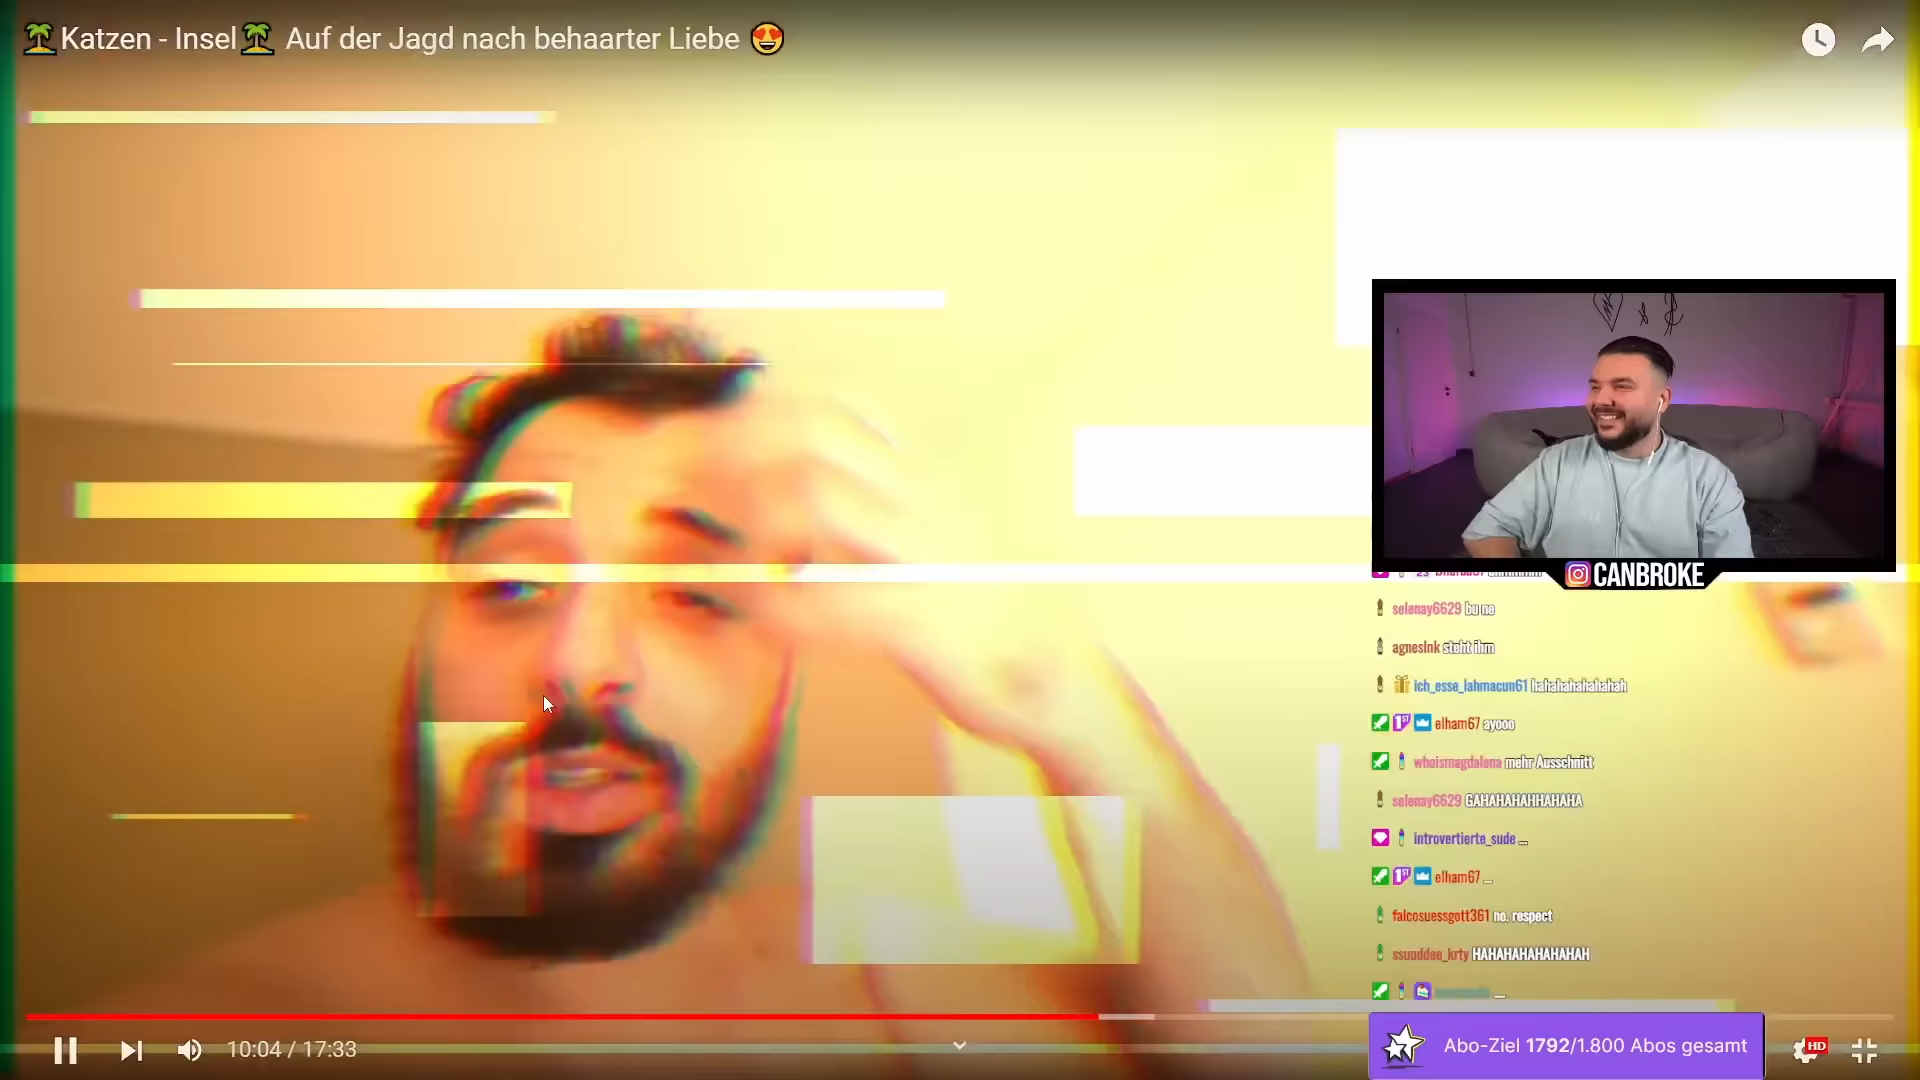 Katzen - Insel Auf der Jagd nach behaarter Liebe
CANBROKE
selenay6629 bu ne
agneslnk steht ihm
ich_esse_lahmacun61 hahahahahahahah
elham67 ayooo
whoismagdalena mehr Ausschnitt
selenay6629 GAHAHAHAHHAHAHA
introvertierte_sude ...
elham67 ...
falcosuessgott361 no. respect
ssuuddee_krty HAHAHAHAHAHAHAH
10:04 / 17:33
Abo-Ziel 1792/1.800 Abos gesamt
HD